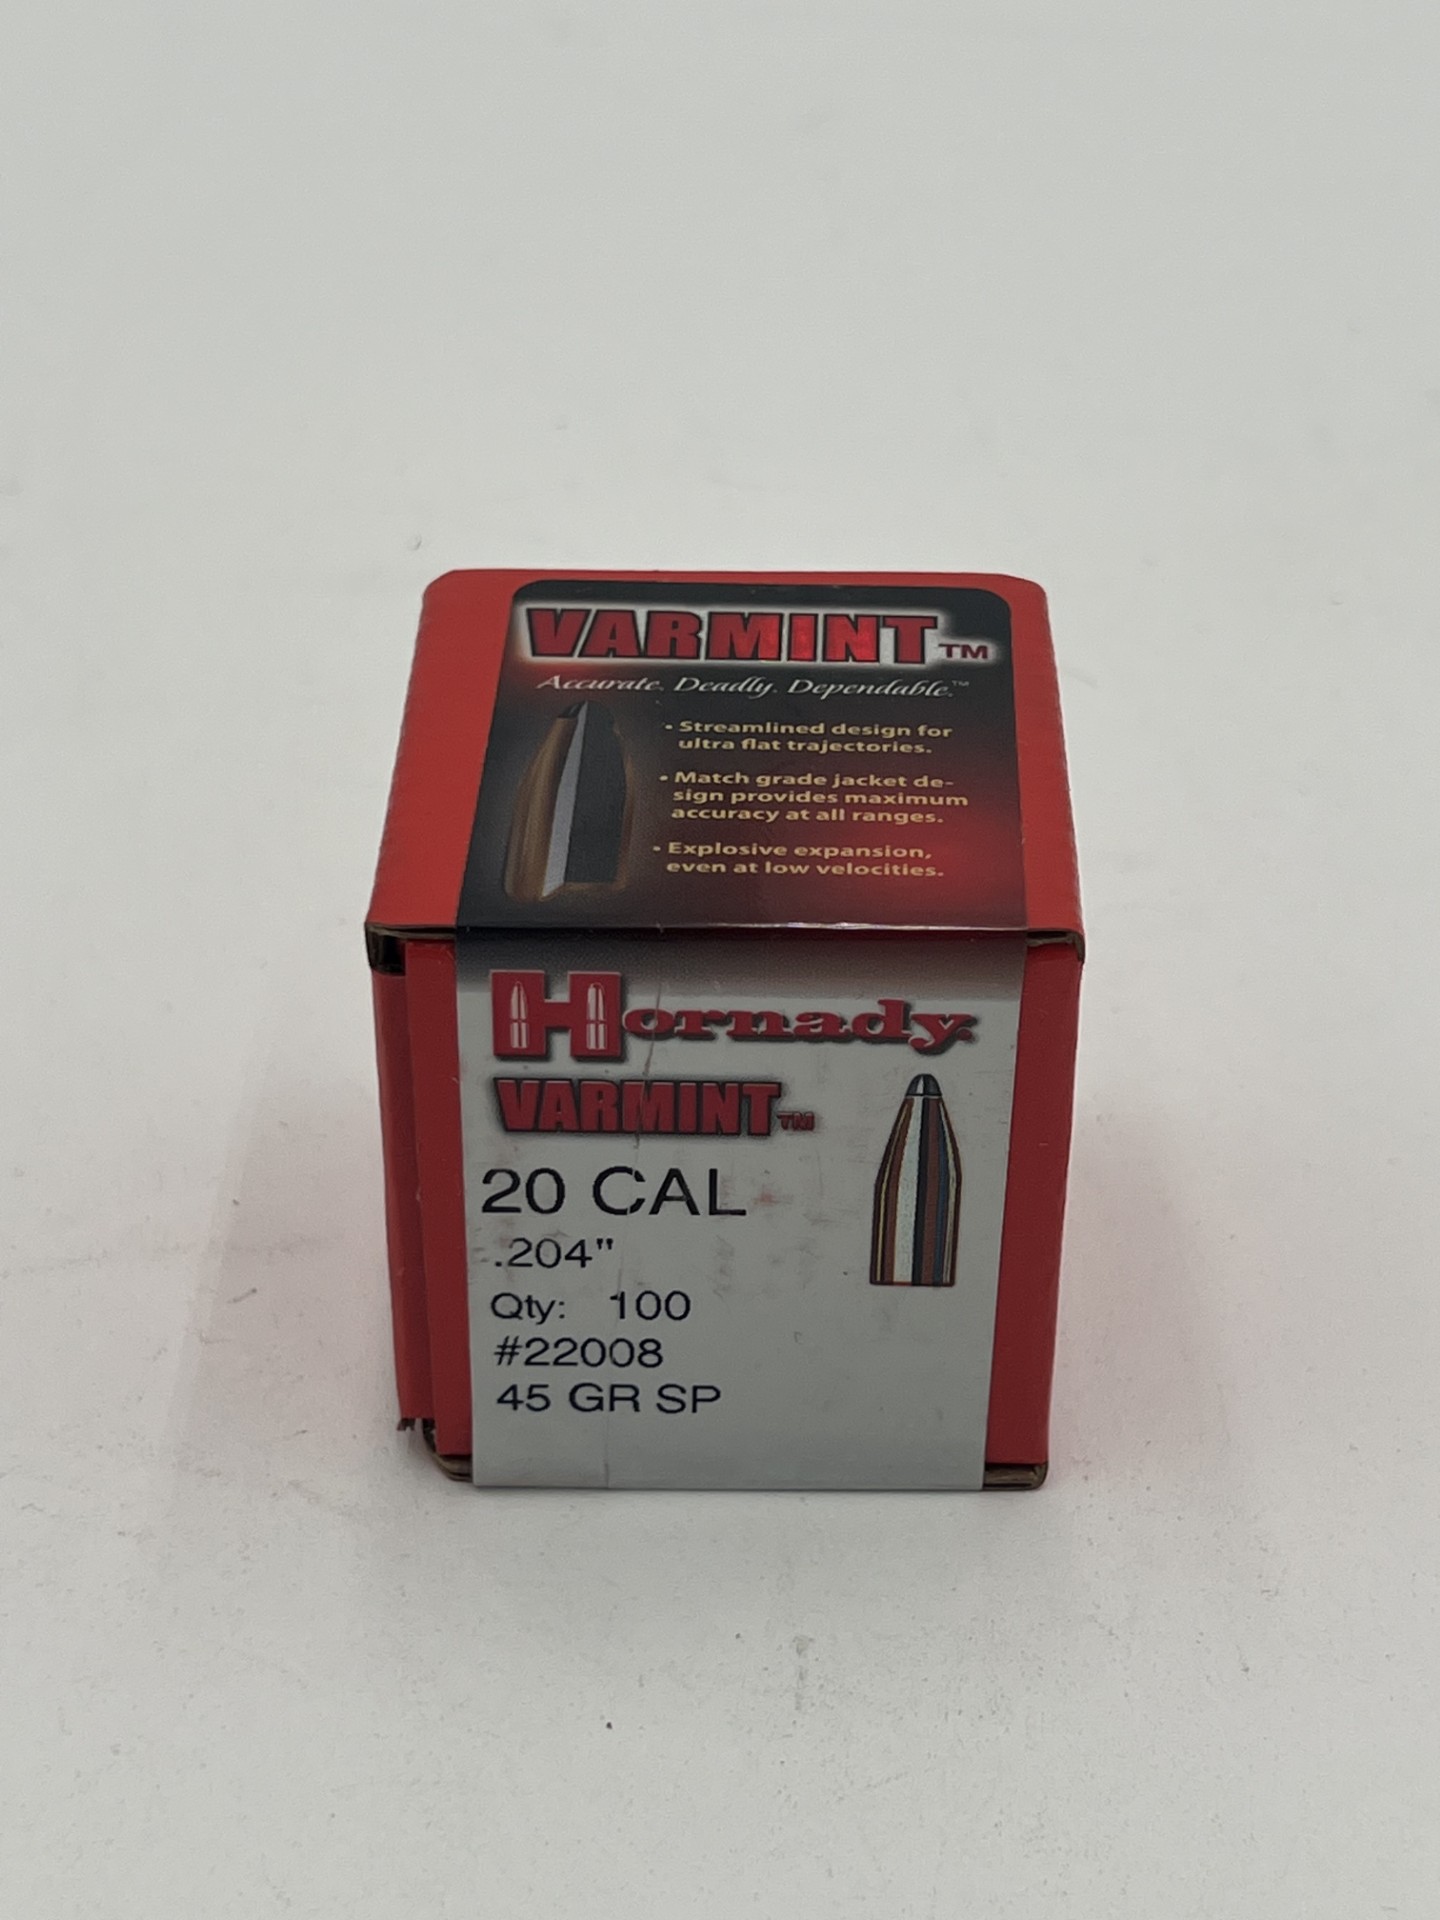 VARMINT™
Accurate. Deadly. Dependable.™
• Streamlined design for
ultra flat trajectories.
• Match grade jacket de-
sign provides maximum
accuracy at all ranges.
• Explosive expansion,
even at low velocities.
Hornady
VARMINT™
20 CAL
.204"
Qty: 100
#22008
45 GR SP